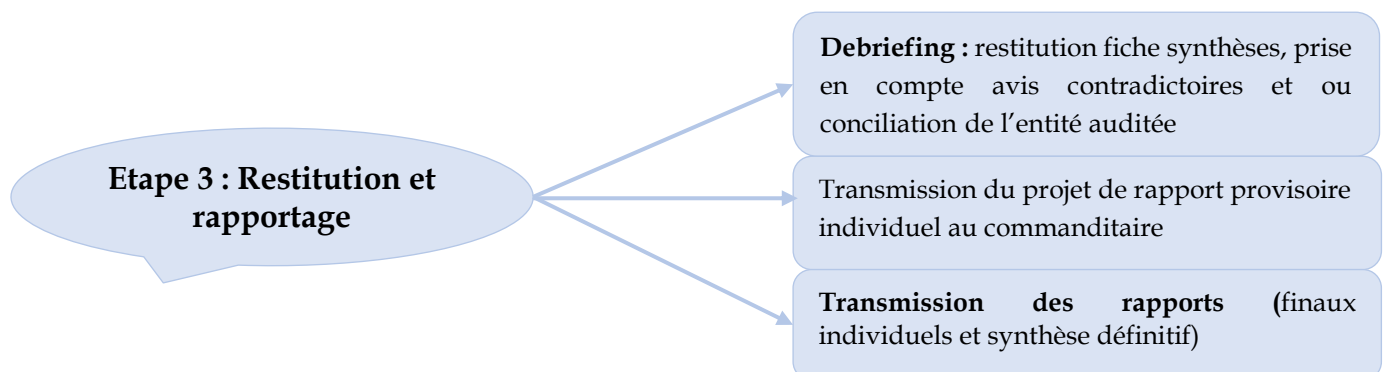 Etape 3 : Restitution et
rapportage
Debriefing : restitution fiche synthèses, prise
en compte avis contradictoires et ou
conciliation de l’entité auditée
Transmission du projet de rapport provisoire
individuel au commanditaire
Transmission des rapports (finaux
individuels et synthèse définitif)